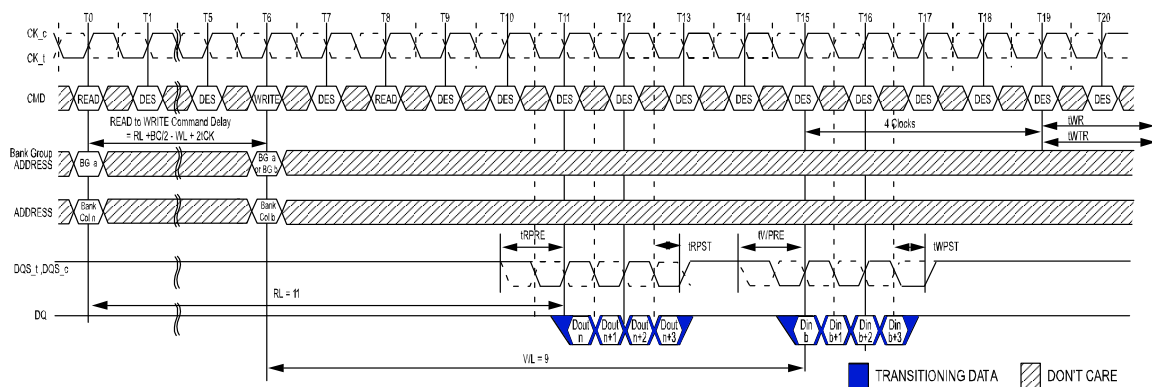 T0 T1 T5 T6 T7 T8 T9 T10 T11 T12 T13 T14 T15 T16 T17 T18 T19 T20
CK_c
CK_t
CMD READ DES DES WRITE DES READ DES DES DES DES DES DES DES DES DES DES DES DES
READ to WRITE Command Delay
= RL +BC/2 - WL + 2tCK
4 Clocks
tWR
tWTR
Bank Group
ADDRESS
BG a
BG a
or BG b
ADDRESS
Bank
Col n
Bank
Col b
tRPRE
tRPST
tWPRE
tWPST
DQS_t ,DQS_c
RL = 11
DQ
Dout
n
Dout
n+1
Dout
n+2
Dout
n+3
Din
b
Din
b+1
Din
b+2
Din
b+3
WL = 9
TRANSITIONING DATA
DON'T CARE